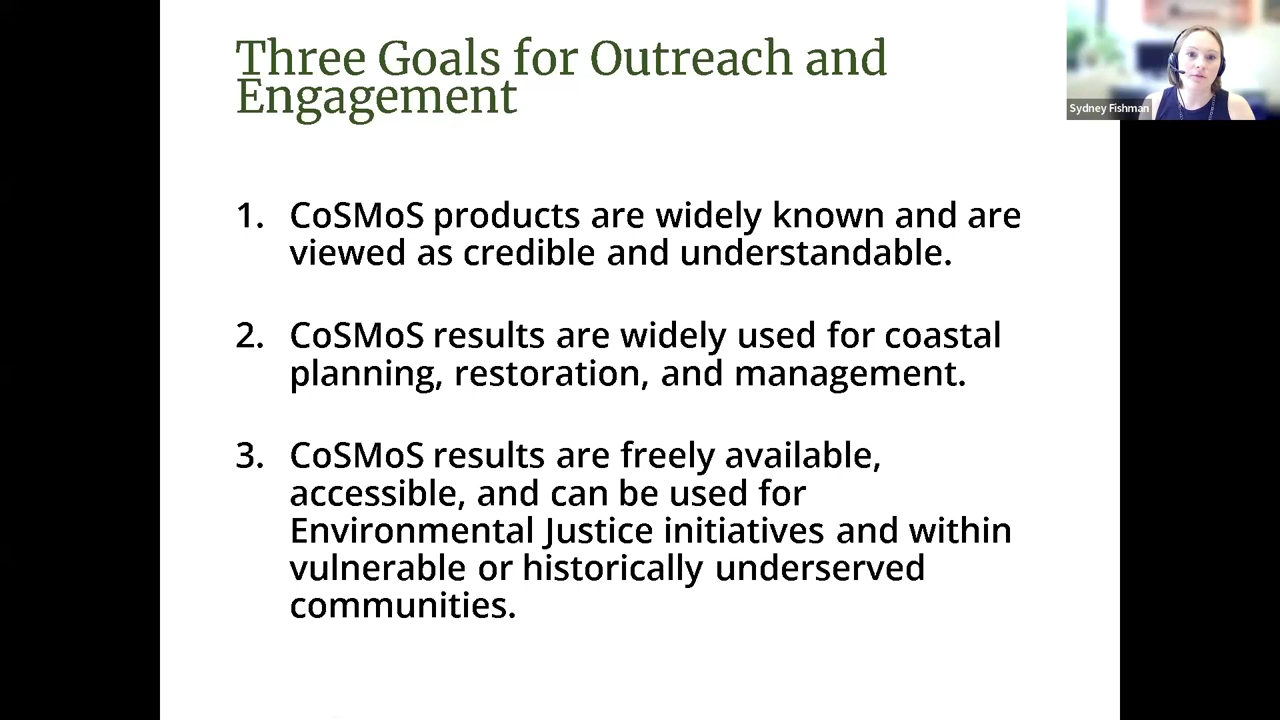 Three Goals for Outreach and
Engagement
Sydney Fishman
1. CoSMoS products are widely known and are
viewed as credible and understandable.
2. CoSMoS results are widely used for coastal
planning, restoration, and management.
3. CoSMoS results are freely available,
accessible, and can be used for
Environmental Justice initiatives and within
vulnerable or historically underserved
communities.